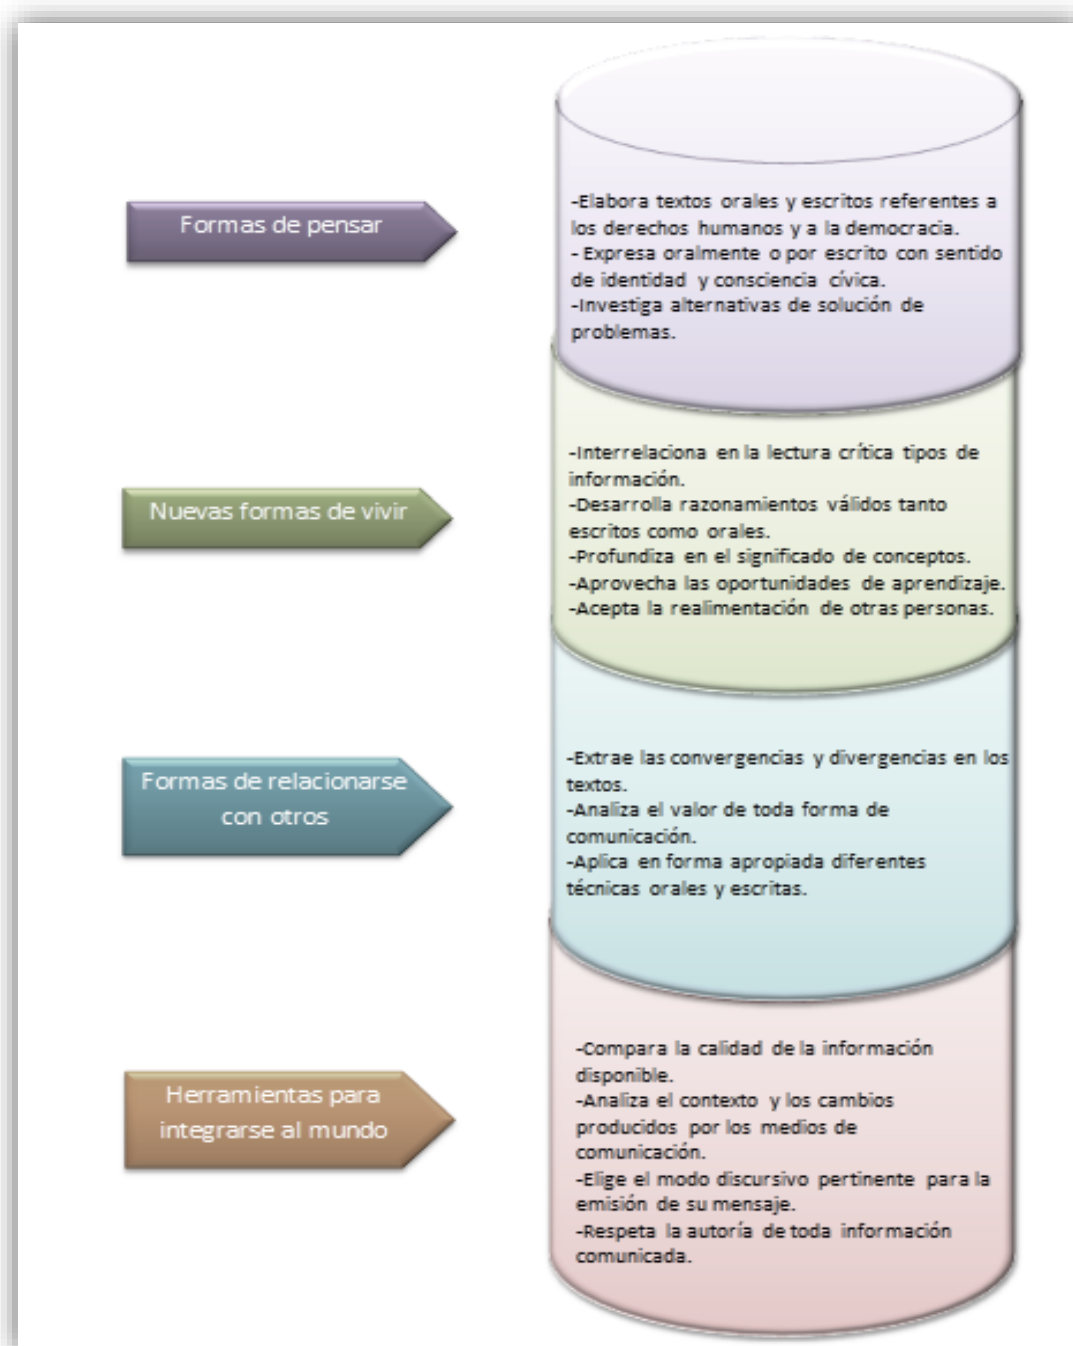 Formas de pensar
-Elabora textos orales y escritos referentes a
los derechos humanos y a la democracia.
- Expresa oralmente o por escrito con sentido
de identidad y consciencia cívica.
-Investiga alternativas de solución de
problemas.
Nuevas formas de vivir
-Interrelaciona en la lectura crítica tipos de
información.
-Desarrolla razonamientos válidos tanto
escritos como orales.
-Profundiza en el significado de conceptos.
-Aprovecha las oportunidades de aprendizaje.
-Acepta la realimentación de otras personas.
Formas de relacionarse
con otros
-Extrae las convergencias y divergencias en los
textos.
-Analiza el valor de toda forma de
comunicación.
-Aplica en forma apropiada diferentes
técnicas orales y escritas.
Herramientas para
integrarse al mundo
-Compara la calidad de la información
disponible.
-Analiza el contexto y los cambios
producidos por los medios de
comunicación.
-Elige el modo discursivo pertinente para la
emisión de su mensaje.
-Respeta la autoría de toda información
comunicada.